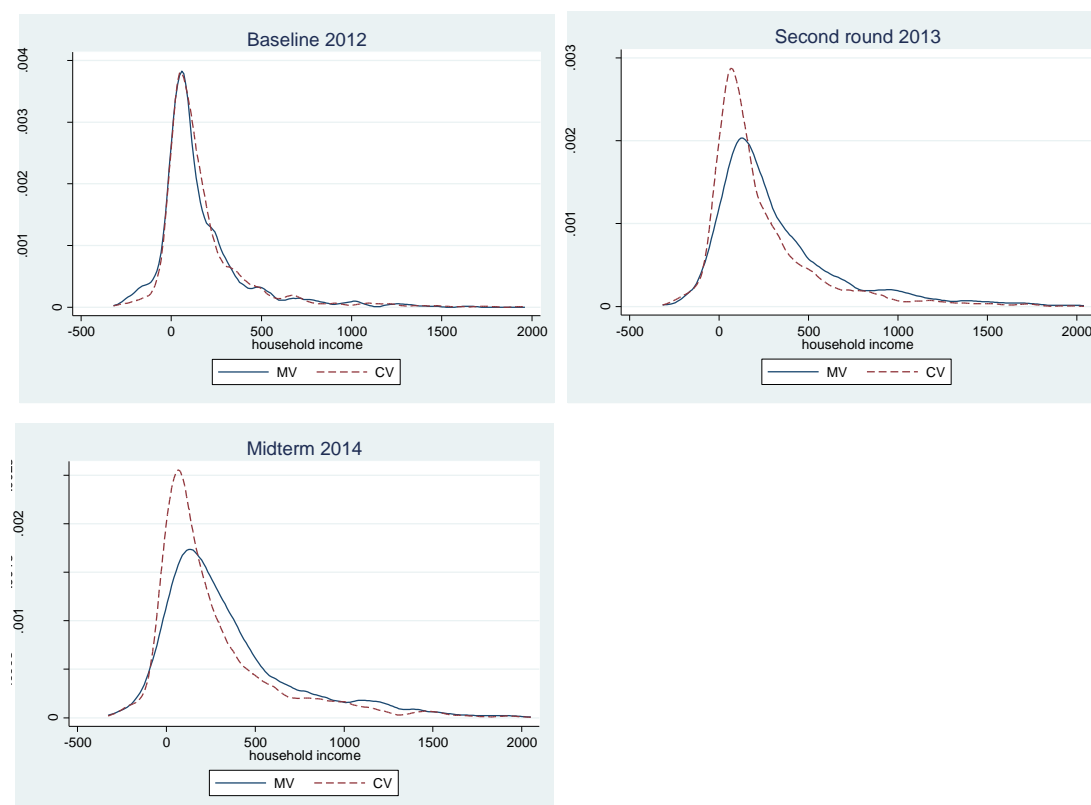 Baseline 2012
.004
.003
.002
.001
0
-500 0 500 1000 1500 2000
household income
MV CV
Second round 2013
.003
.002
.001
0
-500 0 500 1000 1500 2000
household income
MV CV
Midterm 2014
.002
.001
0
-500 0 500 1000 1500 2000
household income
MV CV